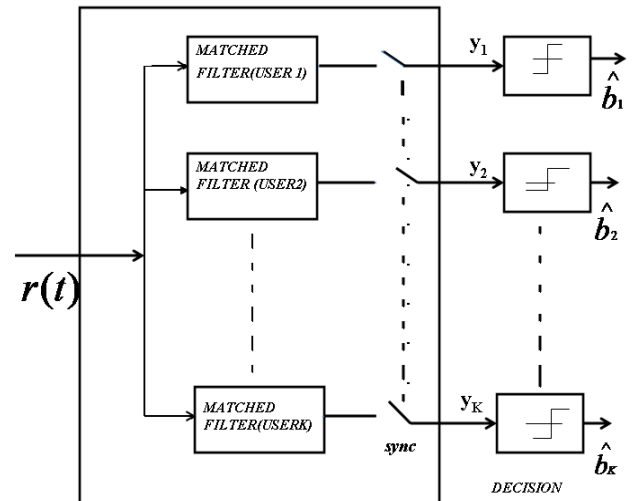 MATCHED
FILTER(USER 1)
y1
b̂1
MATCHED
FILTER (USER2)
y2
b̂2
r(t)
MATCHED
FILTER(USERK)
yK
b̂K
sync
DECISION